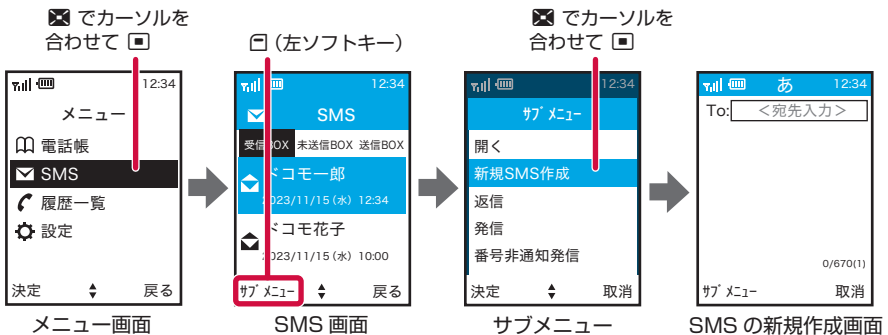 でカーソルを
合わせて
(左ソフトキー)
でカーソルを
合わせて
12:34
メニュー
電話帳
SMS
履歴一覧
設定
決定 戻る
メニュー画面
12:34
SMS
受信BOX 未送信BOX 送信BOX
ドコモ一郎
2023/11/15(水) 12:34
ドコモ花子
2023/11/15(水) 10:00
ｻﾌﾞﾒﾆｭｰ 戻る
SMS 画面
12:34
ｻﾌﾞﾒﾆｭｰ
開く
新規SMS作成
返信
発信
番号非通知発信
決定 取消
サブメニュー
あ 12:34
To: ＜宛先入力＞
0/670(1)
ｻﾌﾞﾒﾆｭｰ 取消
SMS の新規作成画面